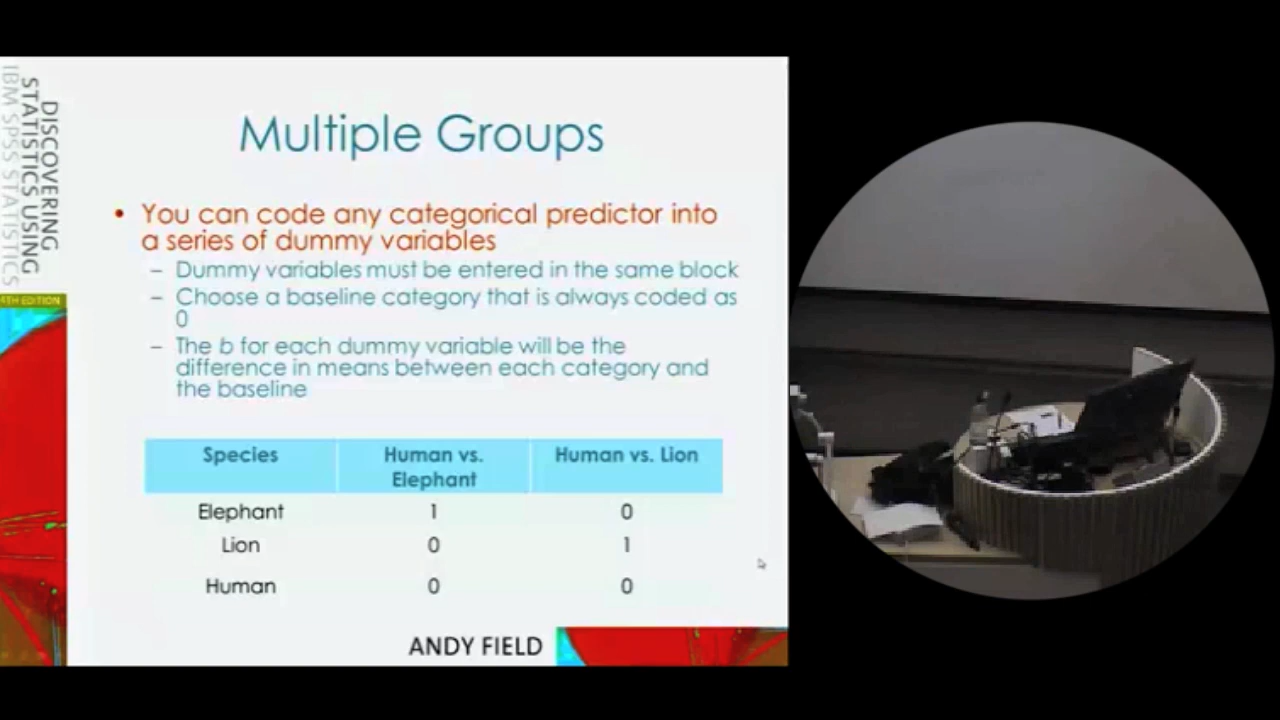 DISCOVERING
STATISTICS USING
IBM SPSS STATISTICS
4TH EDITION
Multiple Groups
• You can code any categorical predictor into
a series of dummy variables
– Dummy variables must be entered in the same block
– Choose a baseline category that is always coded as
0
– The b for each dummy variable will be the
difference in means between each category and
the baseline
Species Human vs. Human vs. Lion
Elephant
Elephant 1 0
Lion 0 1
Human 0 0
ANDY FIELD